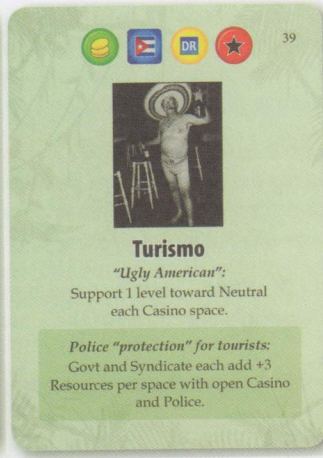 DR
39
Turismo
"Ugly American":
Support 1 level toward Neutral
each Casino space.
Police "protection" for tourists:
Govt and Syndicate each add +3
Resources per space with open Casino
and Police.